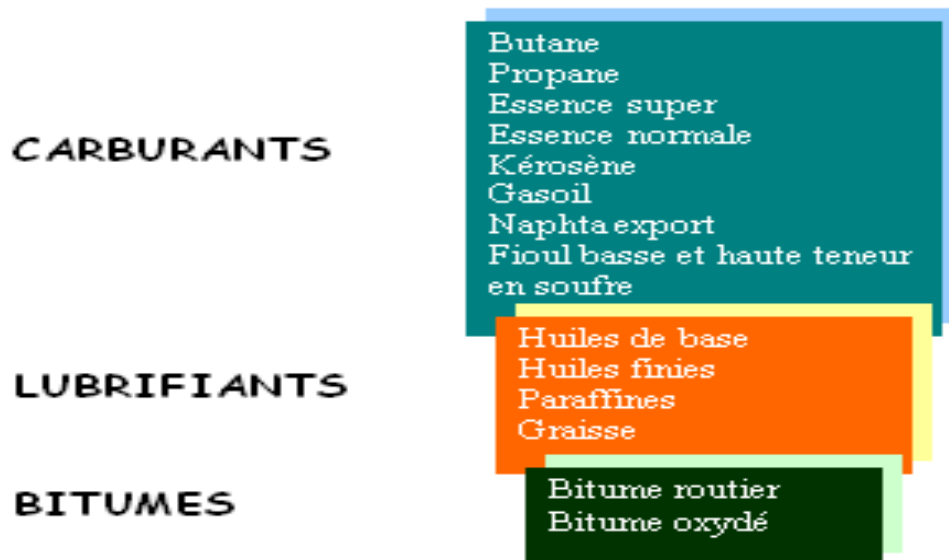 CARBURANTS
Butane
Propane
Essence super
Essence normale
Kérosène
Gasoil
Naphta export
Fioul basse et haute teneur
en soufre
LUBRIFIANTS
Huiles de base
Huiles finies
Paraffines
Graisse
BITUMES
Bitume routier
Bitume oxydé